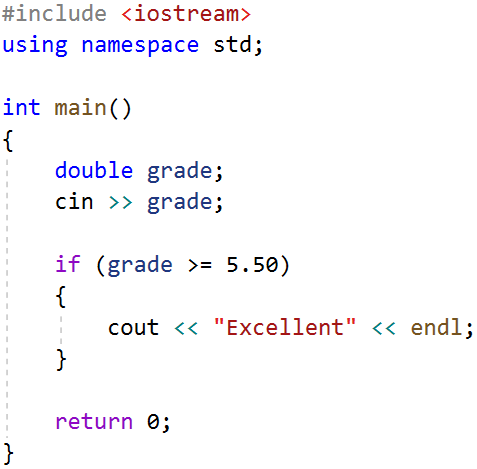 #include <iostream>
using namespace std;
int main()
{
double grade;
cin >> grade;
if (grade >= 5.50)
{
cout << "Excellent" << endl;
}
return 0;
}